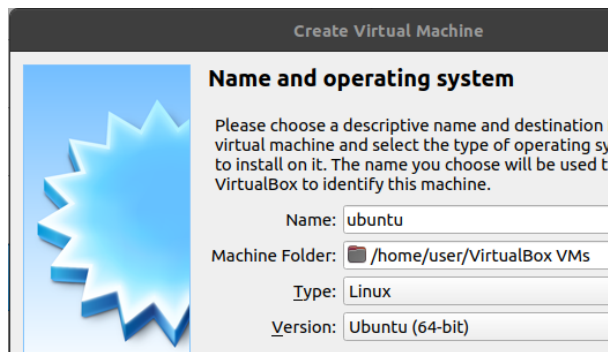 Create Virtual Machine
Name and operating system
Please choose a descriptive name and destination
virtual machine and select the type of operating
to install on it. The name you choose will be used
VirtualBox to identify this machine.
Name: ubuntu
Machine Folder: /home/user/VirtualBox VMs
Type: Linux
Version: Ubuntu (64-bit)